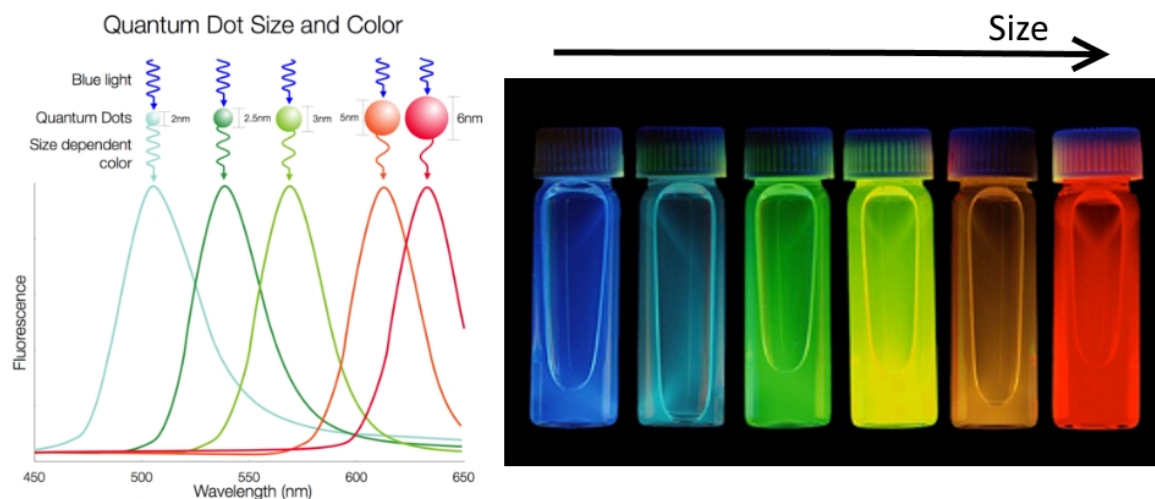 Quantum Dot Size and Color
Size
Blue light
Quantum Dots
2nm
2.5nm
3nm
5nm
6nm
Size dependent
color
Fluorescence
450
500
550
600
650
Wavelength (nm)